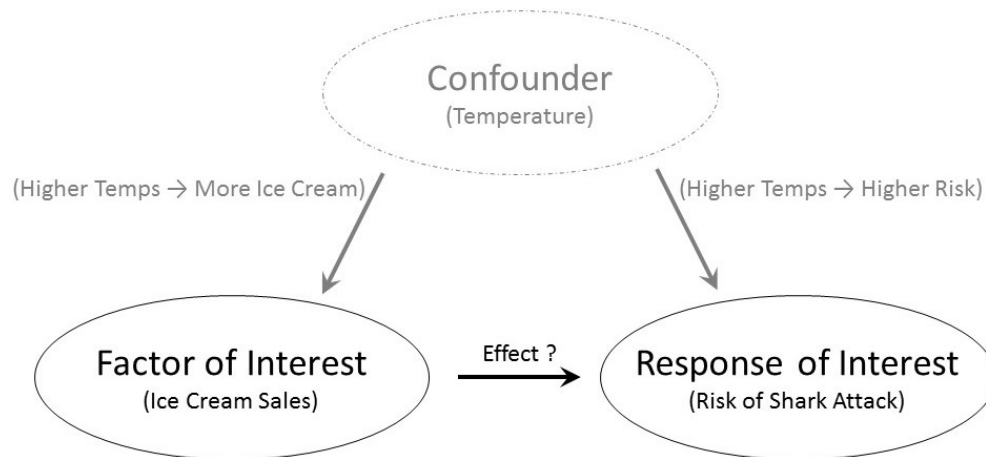 Confounder
(Temperature)
(Higher Temps → More Ice Cream)
(Higher Temps → Higher Risk)
Factor of Interest
(Ice Cream Sales)
Effect ?
Response of Interest
(Risk of Shark Attack)